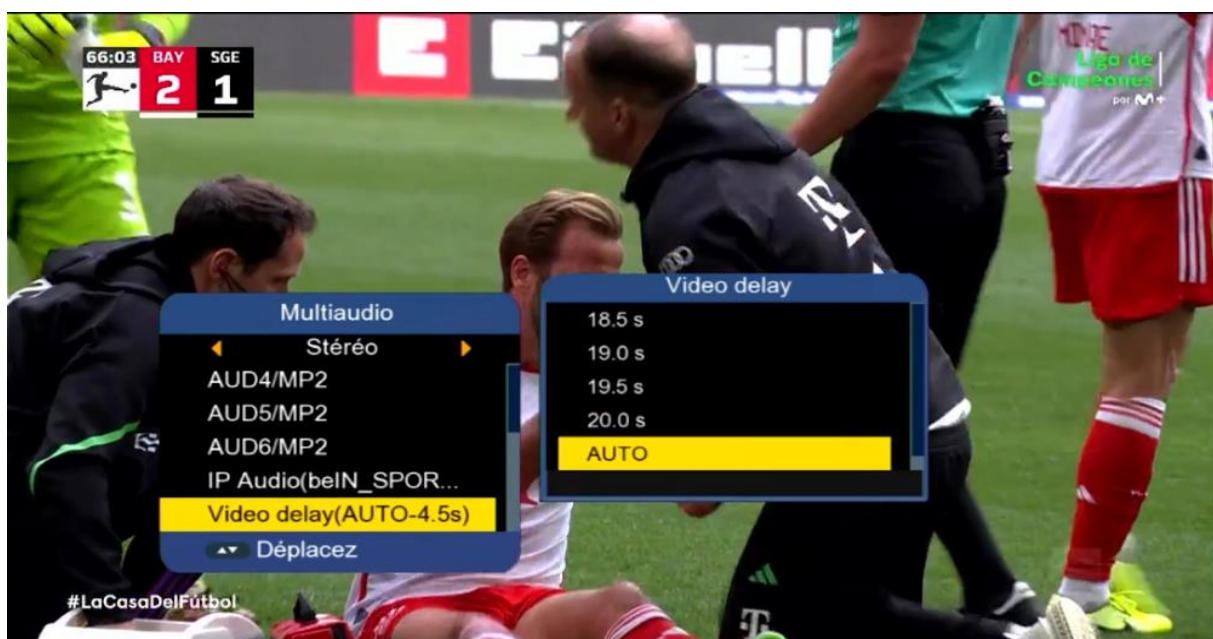 66:03 BAY SGE
2 1
Liga de
Campeones
por M+
Multiaudio
Stéréo
AUD4/MP2
AUD5/MP2
AUD6/MP2
IP Audio(beIN_SPOR...
Video delay(AUTO-4.5s)
Déplacez
Video delay
18.5 s
19.0 s
19.5 s
20.0 s
AUTO
#LaCasaDelFútbol